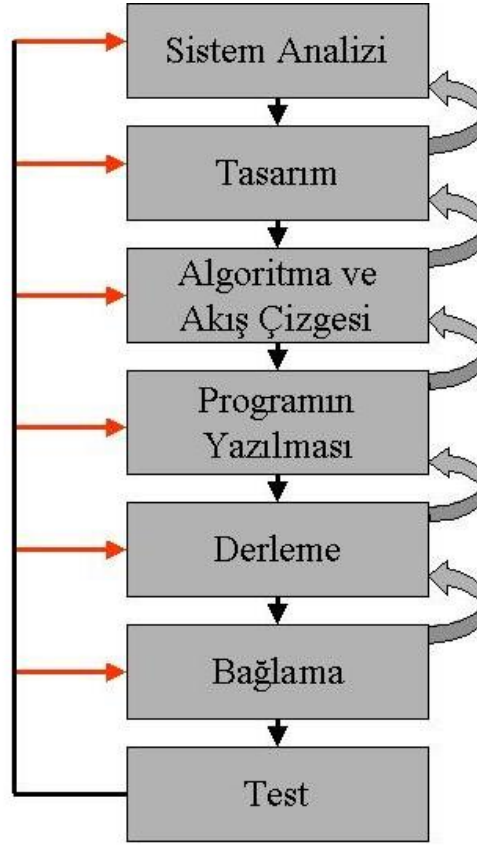 Sistem Analizi
Tasarım
Algoritma ve
Akış Çizgesi
Programın
Yazılması
Derleme
Bağlama
Test